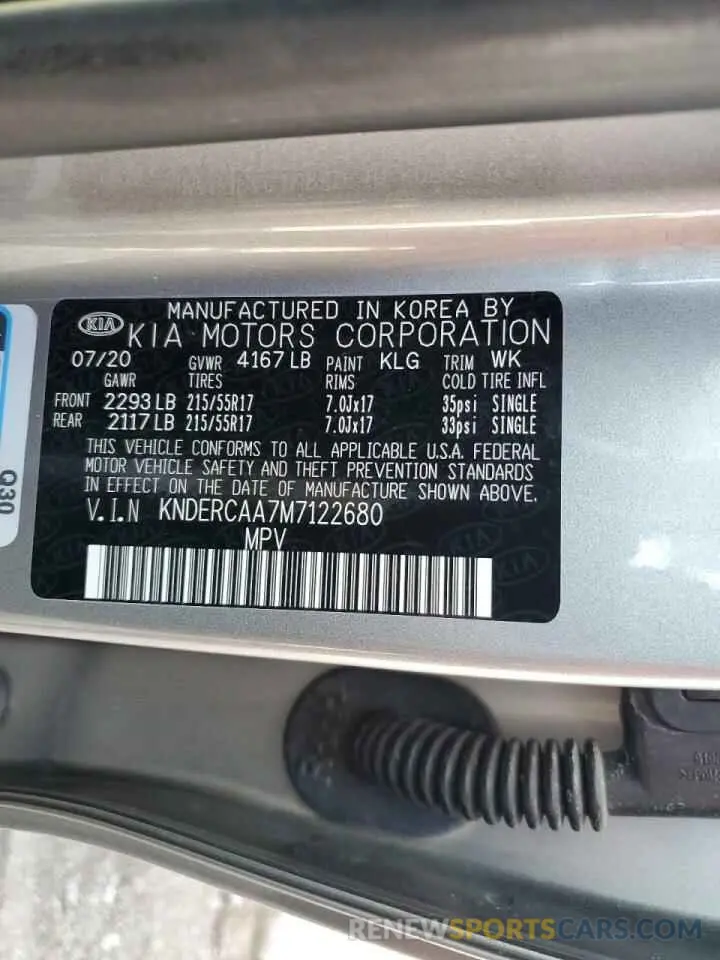 MANUFACTURED IN KOREA BY
KIA KIA MOTORS CORPORATION
07/20 GVWR 4167 LB PAINT KLG TRIM WK
GAWR TIRES RIMS COLD TIRE INFL
FRONT 2293 LB 215/55R17 7.0Jx17 35psi SINGLE
REAR 2117 LB 215/55R17 7.0Jx17 33psi SINGLE
THIS VEHICLE CONFORMS TO ALL APPLICABLE U.S.A. FEDERAL
MOTOR VEHICLE SAFETY AND THEFT PREVENTION STANDARDS
IN EFFECT ON THE DATE OF MANUFACTURE SHOWN ABOVE.
V.I.N KNDERCAA7M7122680
MPV
Q30
RENEWSPORTSCARS.COM